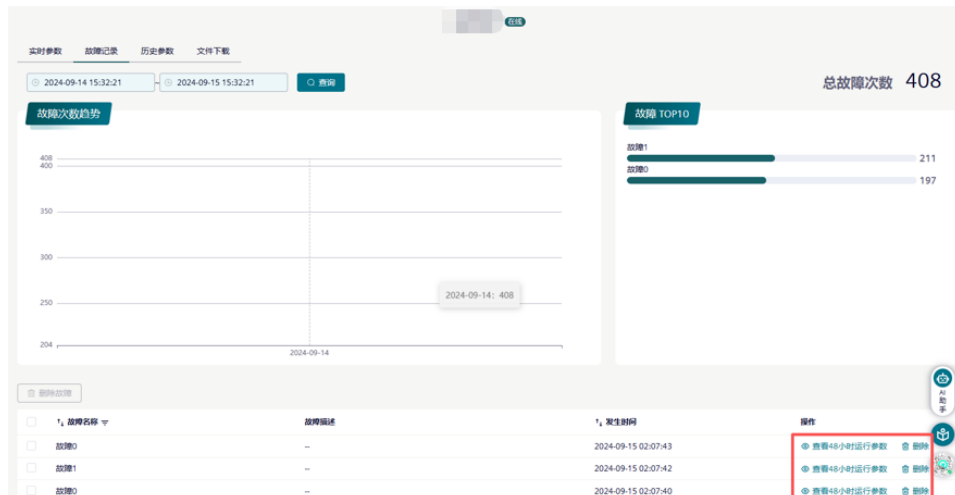 在线
实时参数 故障记录 历史参数 文件下载
2024-09-14 15:32:21 - 2024-09-15 15:32:21 查询 总故障次数 408
故障次数趋势
408
400
350
300
250
204
2024-09-14: 408
2024-09-14
故障 TOP10
故障1
211
故障0
197
删除故障
故障名称 故障描述 发生时间 操作
故障0 -- 2024-09-15 02:07:43 查看48小时运行参数 删除
故障1 -- 2024-09-15 02:07:42 查看48小时运行参数 删除
故障0 -- 2024-09-15 02:07:40 查看48小时运行参数 删除
AI
助
手